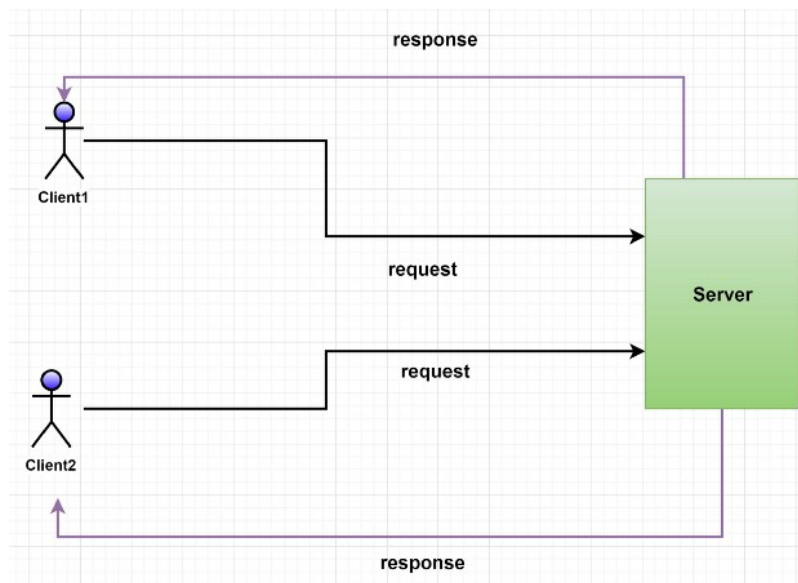 response
Client1
request
Server
request
Client2
response